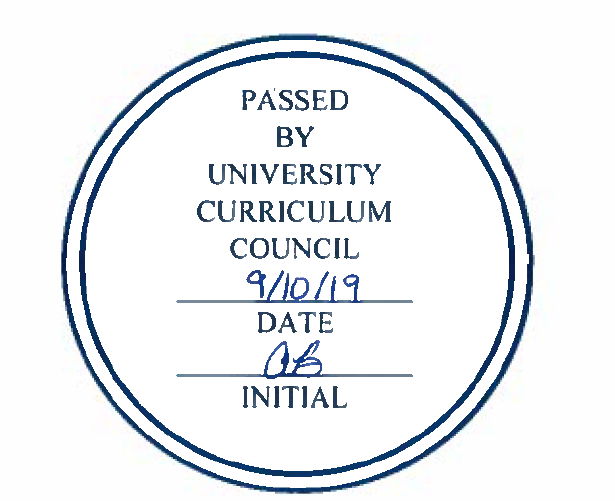 PASSED
BY
UNIVERSITY
CURRICULUM
COUNCIL
9/10/19
DATE
INITIAL